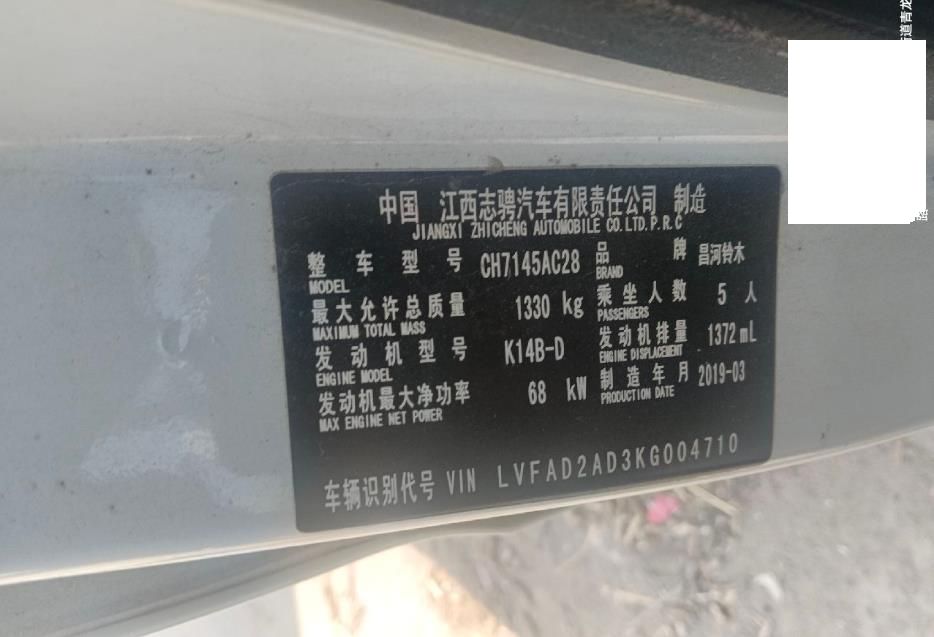 街道青龙
中国 江西志骋汽车有限责任公司 制造
JIANGXI ZHICHENG AUTOMOBILE CO.LTD.P.R.C
整车型号 CH7145AC28 品牌 昌河铃木
MODEL BRAND
最大允许总质量 1330 kg 乘坐人数 5 人
MAXIMUM TOTAL MASS PASSENGERS
发动机型号 K14B-D 发动机排量 1372 mL
ENGINE MODEL ENGINE DISPLACEMENT
发动机最大净功率 68 kW 制造年月 2019-03
MAX ENGINE NET POWER PRODUCTION DATE
车辆识别代号 VIN LVFAD2AD3KG004710